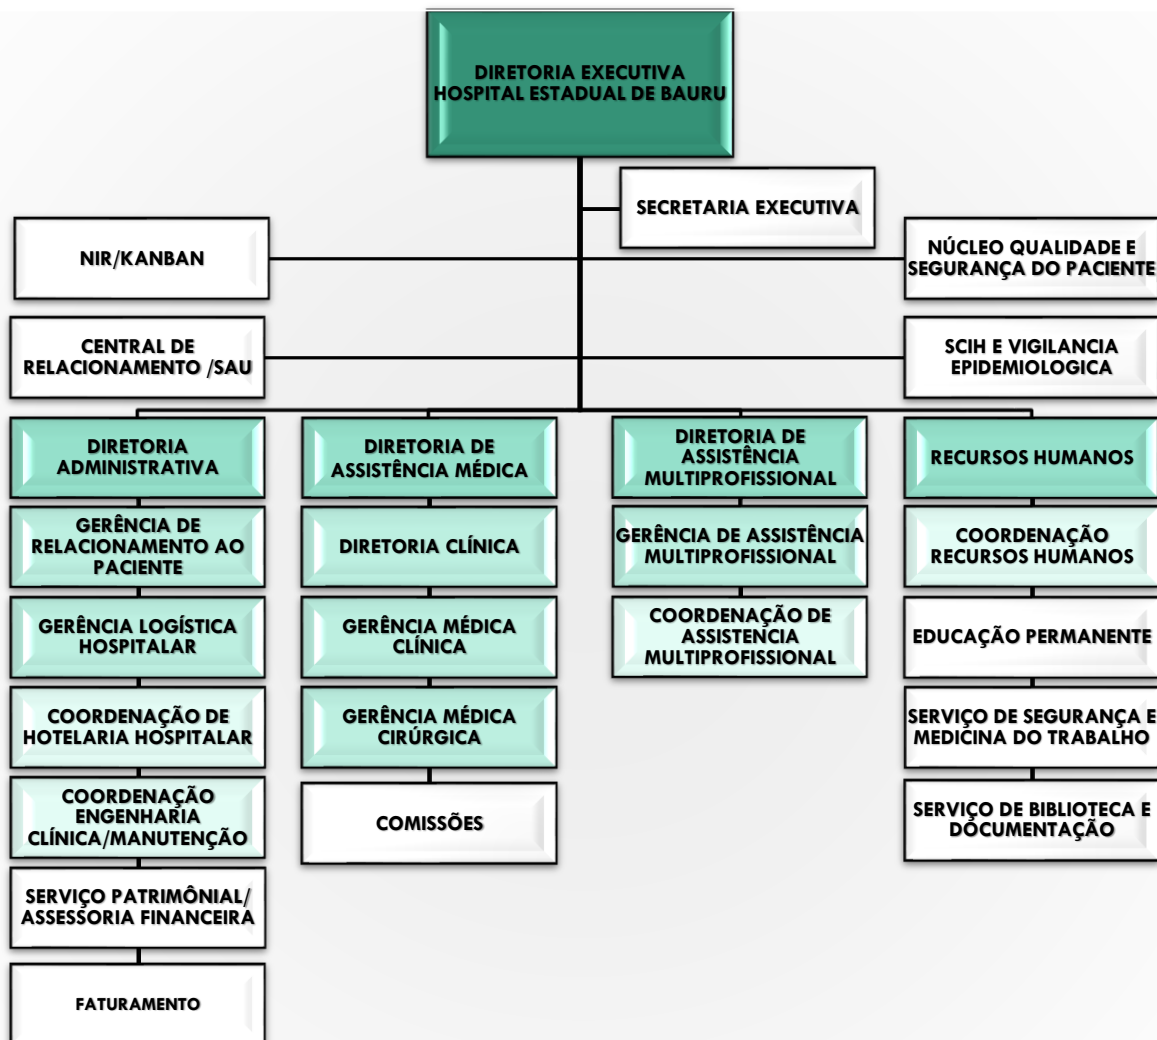 DIRETORIA EXECUTIVA
HOSPITAL ESTADUAL DE BAURU
SECRETARIA EXECUTIVA
NIR/KANBAN
NÚCLEO QUALIDADE E
SEGURANÇA DO PACIENTE
CENTRAL DE
RELACIONAMENTO /SAU
SCIH E VIGILANCIA
EPIDEMIOLOGICA
DIRETORIA
ADMINISTRATIVA
GERÊNCIA DE
RELACIONAMENTO AO
PACIENTE
GERÊNCIA LOGÍSTICA
HOSPITALAR
COORDENAÇÃO DE
HOTELARIA HOSPITALAR
COORDENAÇÃO
ENGENHARIA
CLÍNICA/MANUTENÇÃO
SERVIÇO PATRIMÔNIAL/
ASSESSORIA FINANCEIRA
FATURAMENTO
DIRETORIA DE
ASSISTÊNCIA MÉDICA
DIRETORIA CLÍNICA
GERÊNCIA MÉDICA
CLÍNICA
GERÊNCIA MÉDICA
CIRÚRGICA
COMISSÕES
DIRETORIA DE
ASSISTÊNCIA
MULTIPROFISSIONAL
GERÊNCIA DE ASSISTÊNCIA
MULTIPROFISSIONAL
COORDENAÇÃO DE
ASSISTENCIA
MULTIPROFISSIONAL
RECURSOS HUMANOS
COORDENAÇÃO
RECURSOS HUMANOS
EDUCAÇÃO PERMANENTE
SERVIÇO DE SEGURANÇA E
MEDICINA DO TRABALHO
SERVIÇO DE BIBLIOTECA E
DOCUMENTAÇÃO